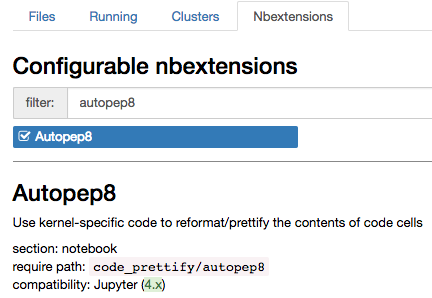 Files Running Clusters Nbextensions
Configurable nbextensions
filter: autopep8
Autopep8
Autopep8
Use kernel-specific code to reformat/prettify the contents of code cells
section: notebook
require path: code_prettify/autopep8
compatibility: Jupyter (4.x)